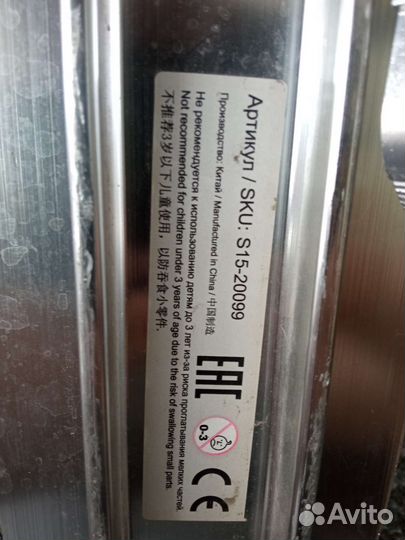 Артикул / SKU: S15-20099
Производство: Китай / Manufactured in China / 中国制造
EAC
0-3
CE
Не рекомендуется к использованию детям до 3 лет из-за риска проглатывания мелких частей.
Not recommended for children under 3 years of age due to the risk of swallowing small parts.
不推荐3岁以下儿童使用，以防吞食小零件.
Avito